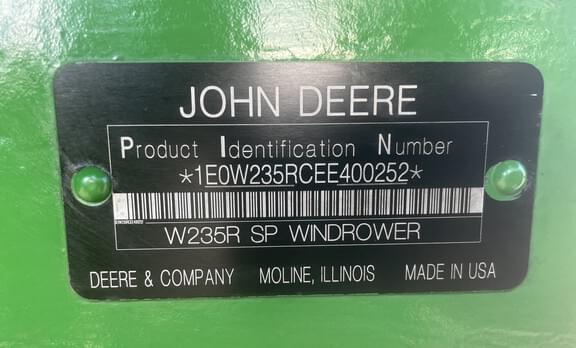 JOHN DEERE
Product Identification Number
*1E0W235RCEE400252*
W235R SP WINDROWER
DEERE & COMPANY MOLINE, ILLINOIS MADE IN USA